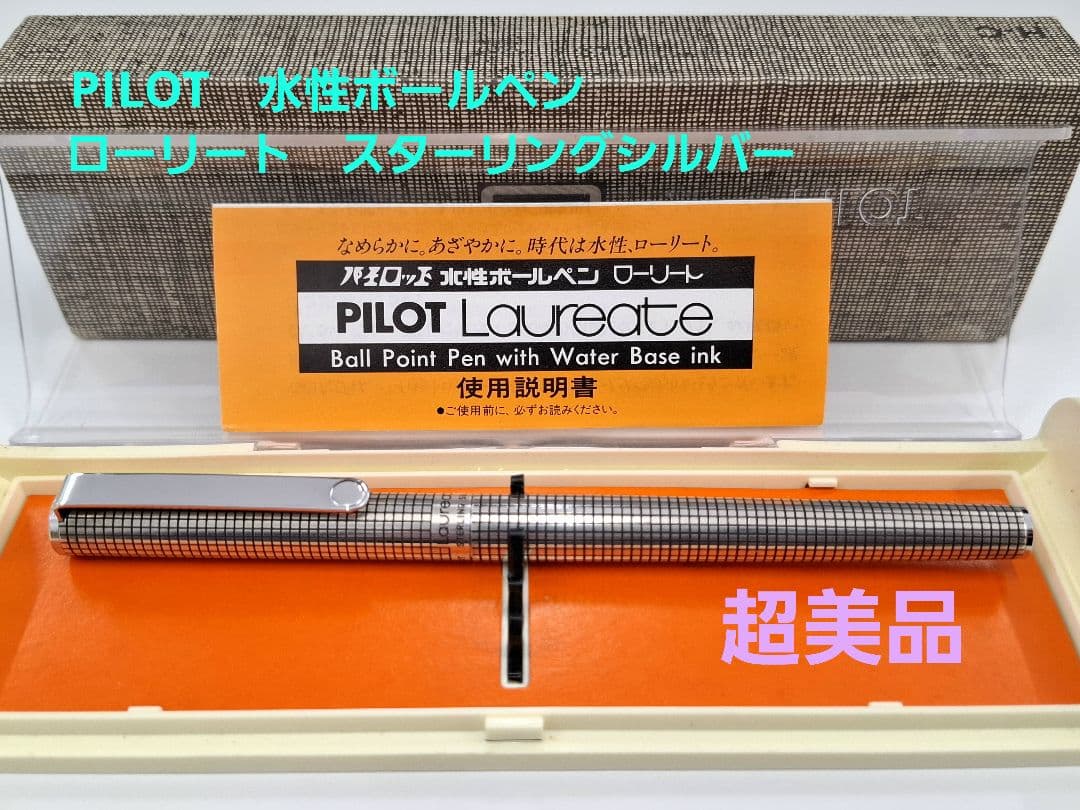 H-C
PILOT 水性ボールペン
ローリート スターリングシルバー
PILOT
なめらかに。あざやかに。時代は水性、ローリート。
パイロット 水性ボールペン ローリート
PILOT Laureate
Ball Point Pen with Water Base ink
使用説明書
●ご使用前に、必ずお読みください。
超美品